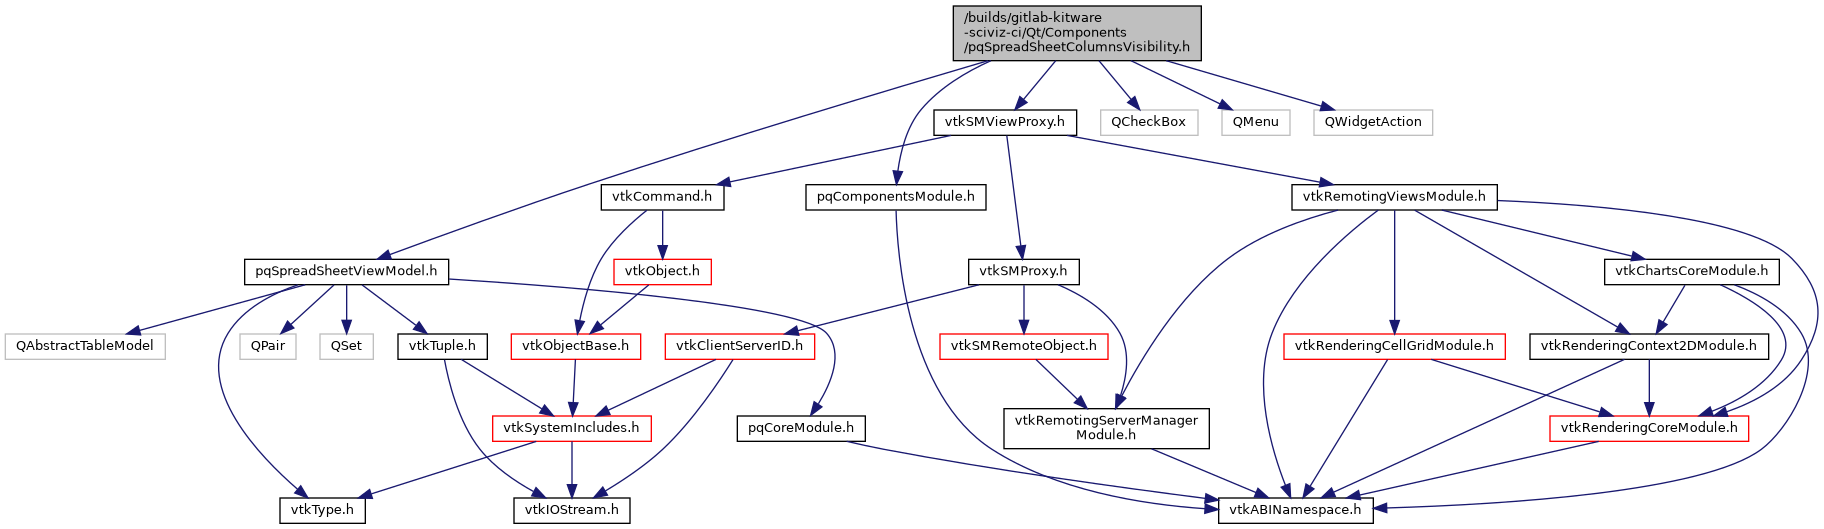 /builds/gitlab-kitware
-sciviz-ci/Qt/Components
/pqSpreadSheetColumnsVisibility.h
vtkSMViewProxy.h
QCheckBox
QMenu
QWidgetAction
vtkCommand.h
pqComponentsModule.h
vtkRemotingViewsModule.h
pqSpreadSheetViewModel.h
vtkObject.h
vtkSMProxy.h
vtkChartsCoreModule.h
QAbstractTableModel
QPair
QSet
vtkTuple.h
vtkObjectBase.h
vtkClientServerID.h
vtkSMRemoteObject.h
vtkRenderingCellGridModule.h
vtkRenderingContext2DModule.h
vtkSystemIncludes.h
pqCoreModule.h
vtkRemotingServerManager
Module.h
vtkRenderingCoreModule.h
vtkType.h
vtkIOStream.h
vtkABINamespace.h